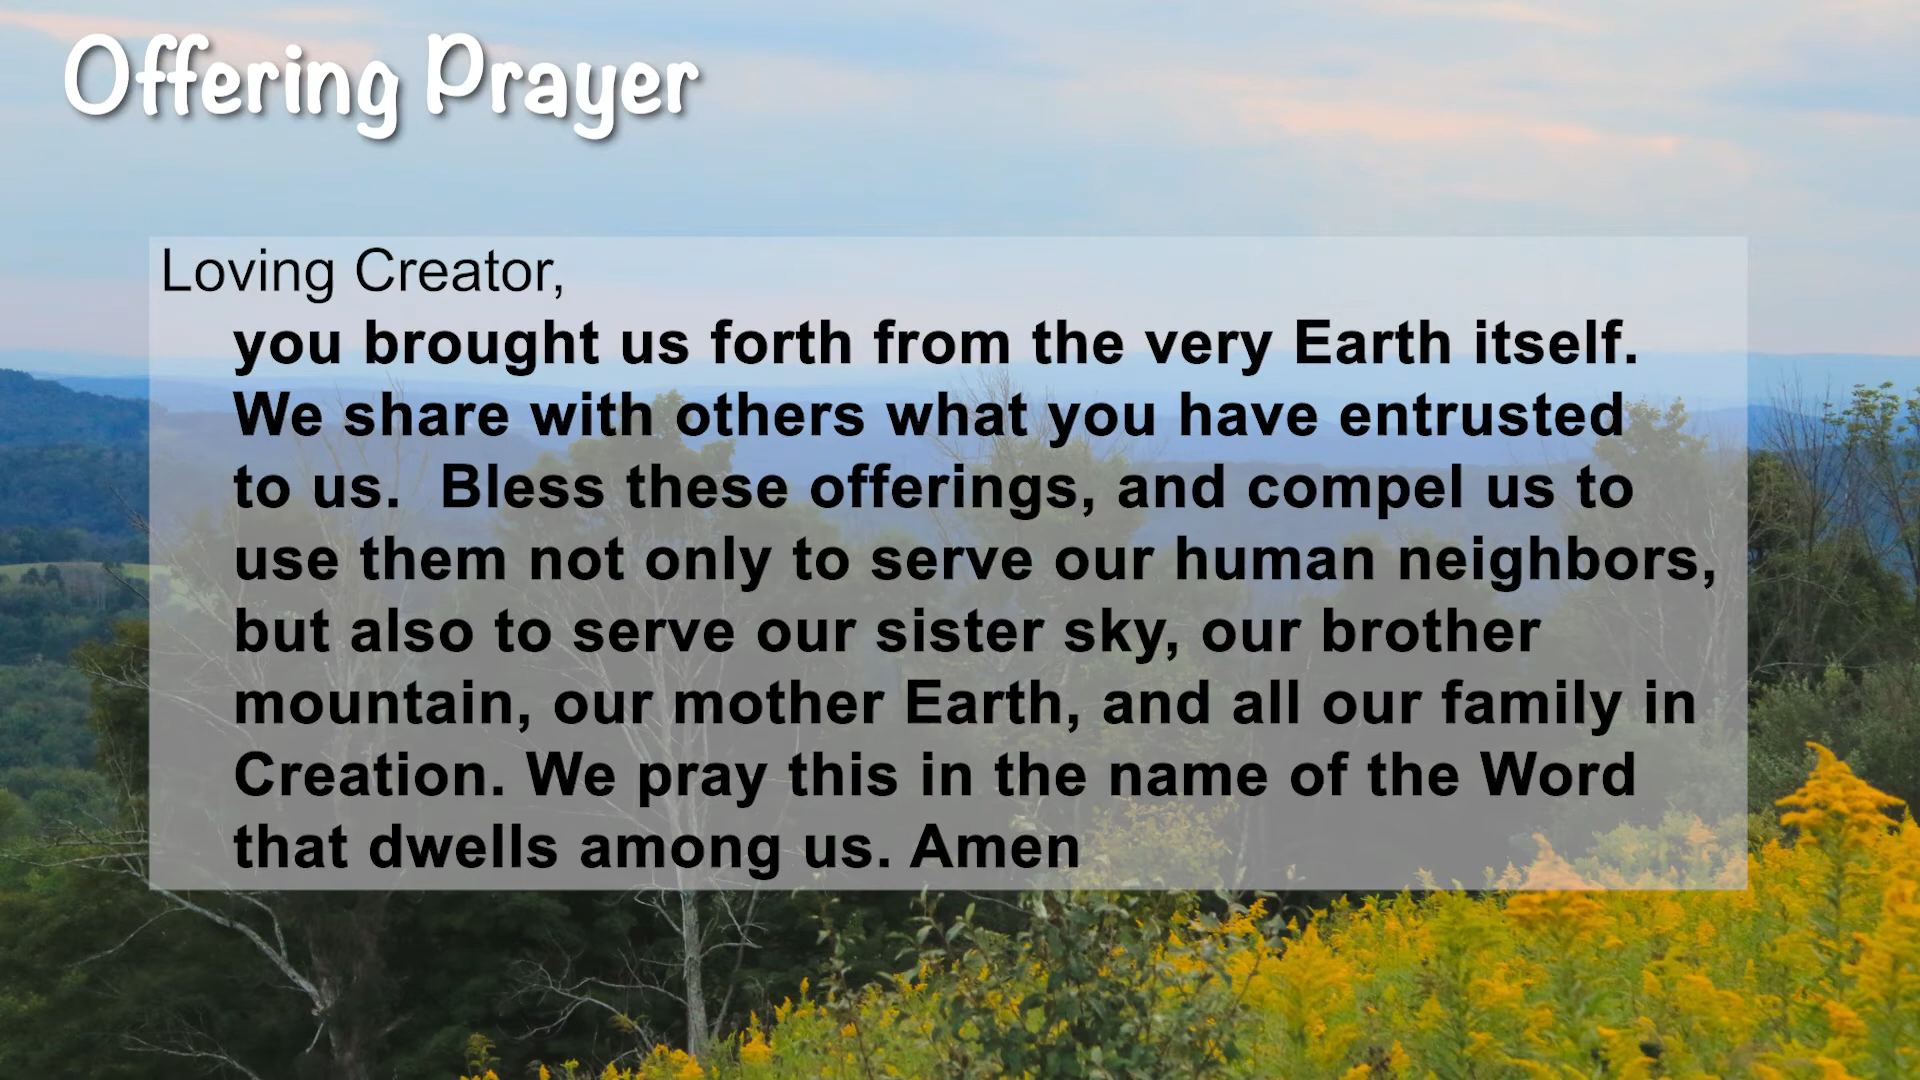 Offering Prayer
Loving Creator,
you brought us forth from the very Earth itself.
We share with others what you have entrusted
to us.  Bless these offerings, and compel us to
use them not only to serve our human neighbors,
but also to serve our sister sky, our brother
mountain, our mother Earth, and all our family in
Creation. We pray this in the name of the Word
that dwells among us. Amen